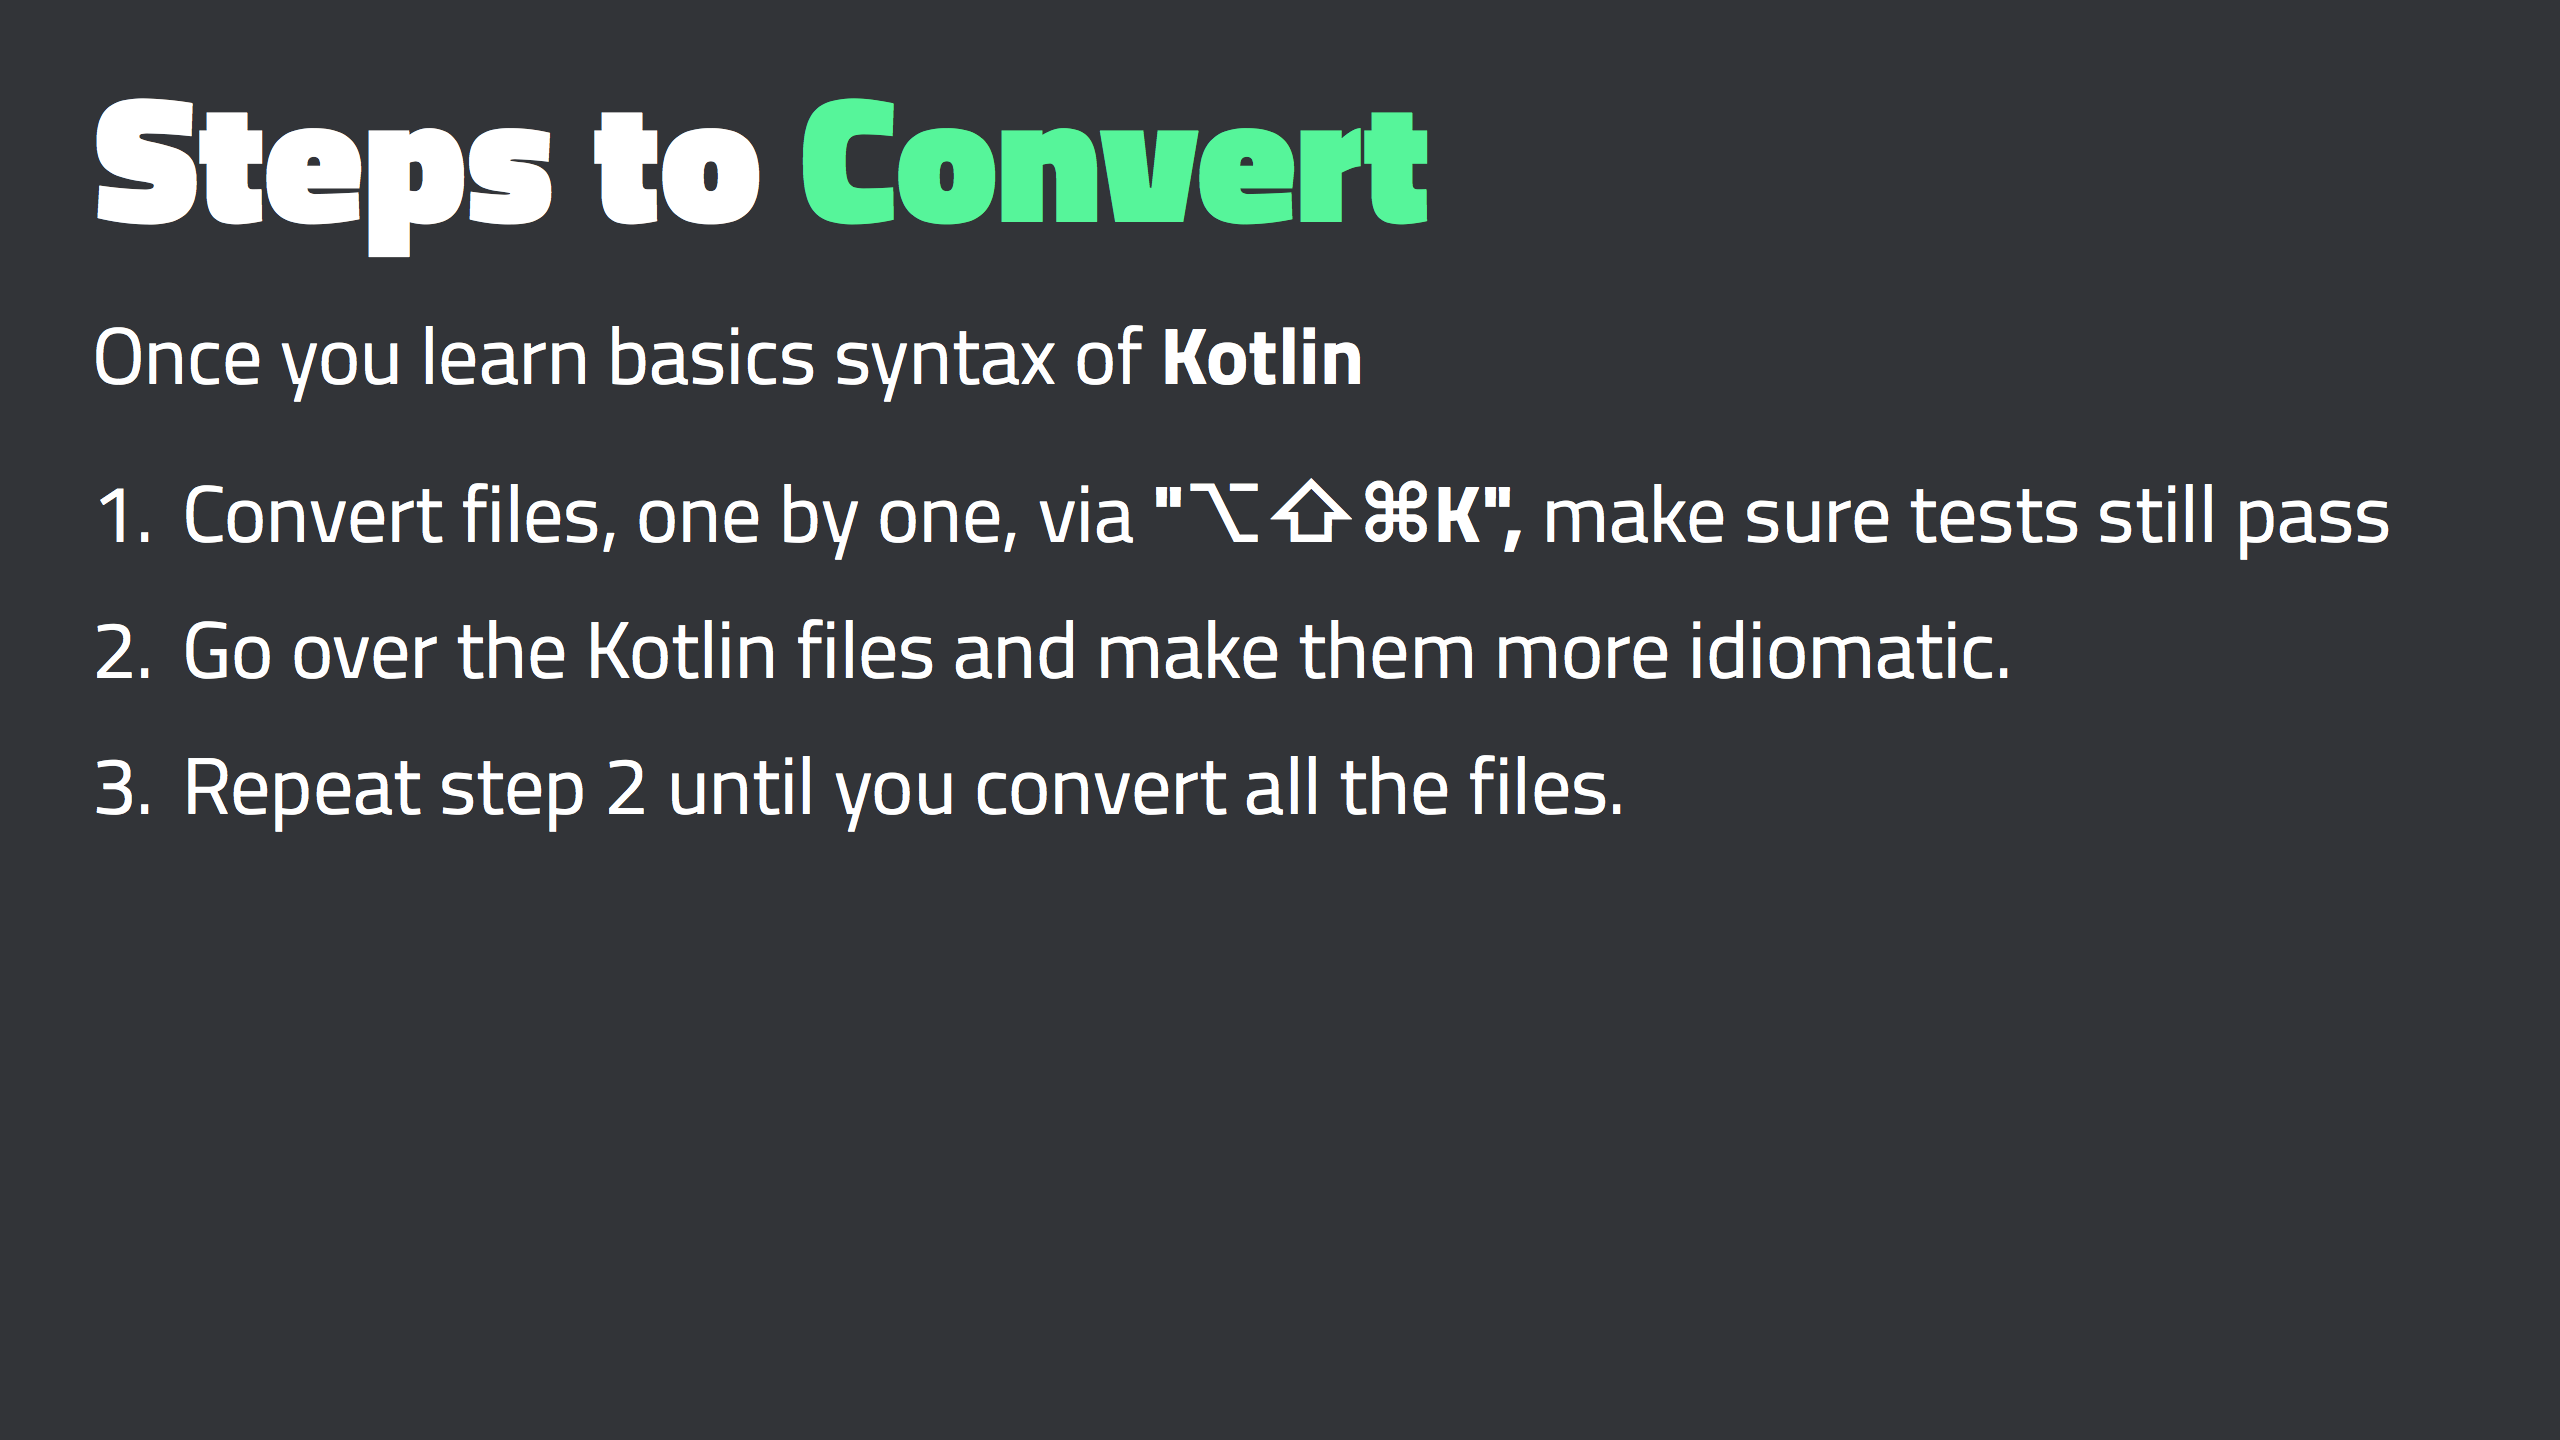 Steps to Convert
Once you learn basics syntax of Kotlin
1. Convert files, one by one, via "⌥⇧⌘K", make sure tests still pass
2. Go over the Kotlin files and make them more idiomatic.
3. Repeat step 2 until you convert all the files.